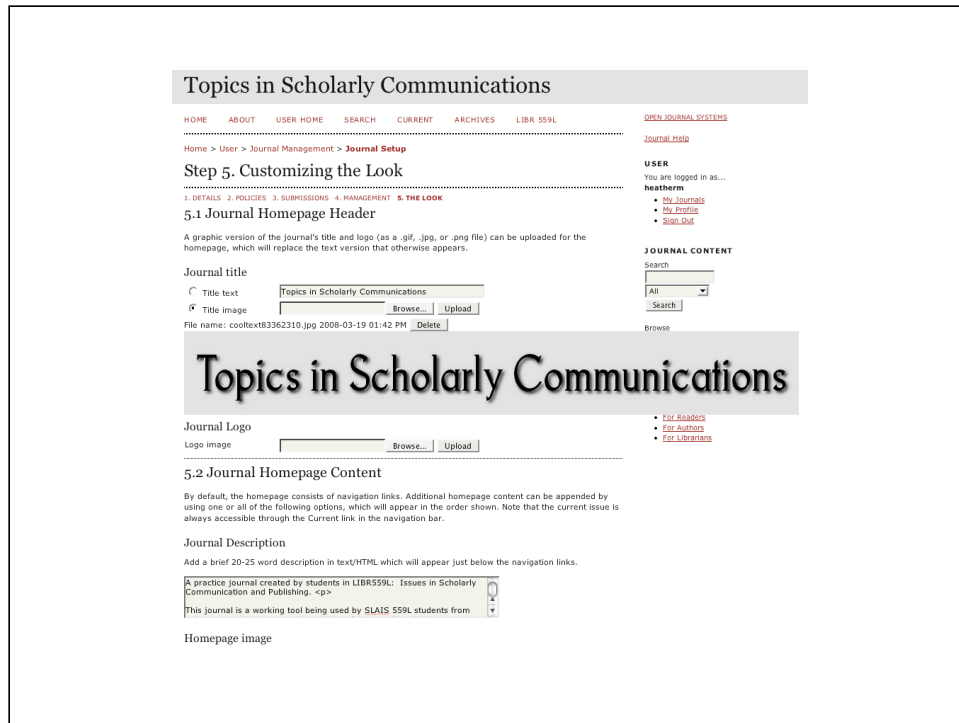 Topics in Scholarly Communications
HOME ABOUT USER HOME SEARCH CURRENT ARCHIVES LIBR 559L
Home > User > Journal Management > Journal Setup
Step 5. Customizing the Look
1. DETAILS 2. POLICIES 3. SUBMISSIONS 4. MANAGEMENT 5. THE LOOK
5.1 Journal Homepage Header
A graphic version of the journal's title and logo (as a .gif, .jpg, or .png file) can be uploaded for the
homepage, which will replace the text version that otherwise appears.
Journal title
Title text Topics in Scholarly Communications
Title image Browse... Upload
File name: cooltext83362310.jpg 2008-03-19 01:42 PM Delete
Topics in Scholarly Communications
Journal Logo
Logo image Browse... Upload
5.2 Journal Homepage Content
By default, the homepage consists of navigation links. Additional homepage content can be appended by
using one or all of the following options, which will appear in the order shown. Note that the current issue is
always accessible through the Current link in the navigation bar.
Journal Description
Add a brief 20-25 word description in text/HTML which will appear just below the navigation links.
A practice journal created by students in LIBR559L: Issues in Scholarly
Communication and Publishing. <p>
This journal is a working tool being used by SLAIS 559L students from
Homepage image
OPEN JOURNAL SYSTEMS
Journal Help
USER
You are logged in as...
heatherm
My Journals
My Profile
Sign Out
JOURNAL CONTENT
Search
All
Search
Browse
For Readers
For Authors
For Librarians